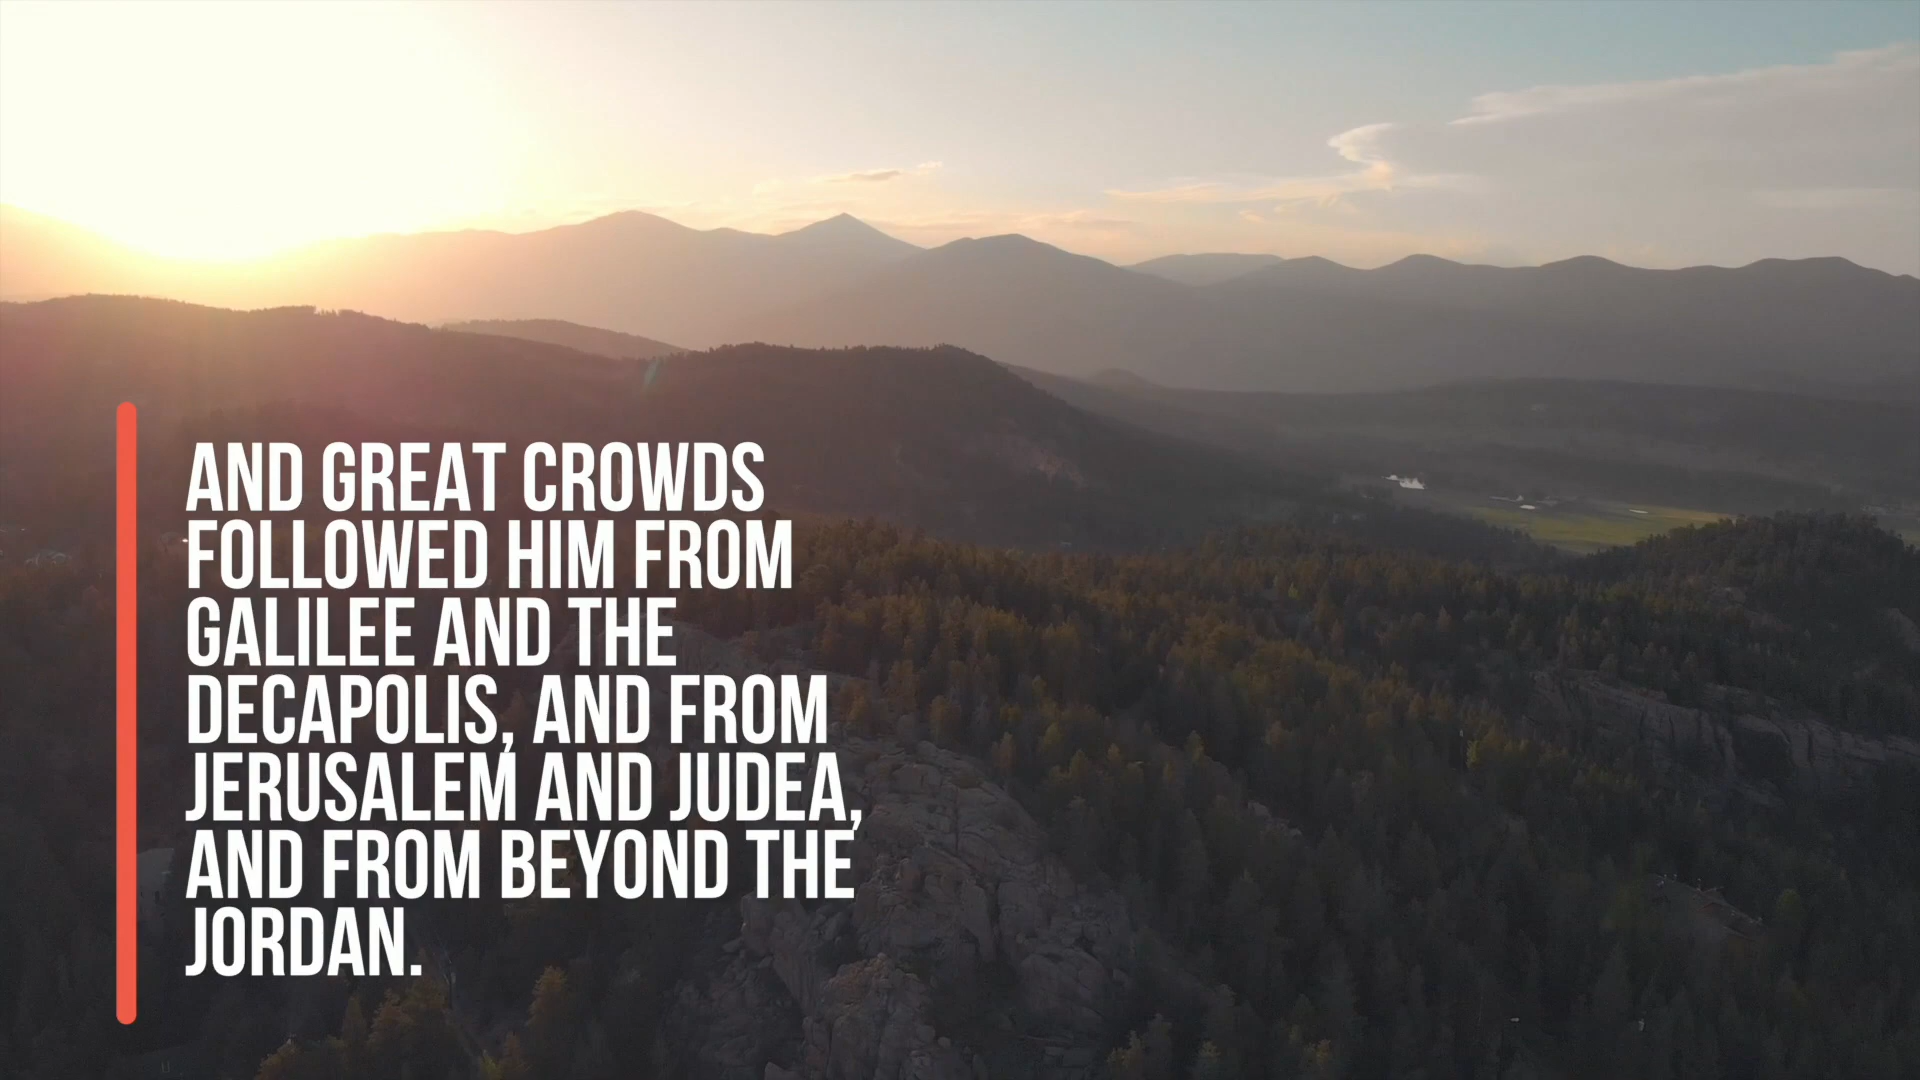 AND GREAT CROWDS
FOLLOWED HIM FROM
GALILEE AND THE
DECAPOLIS, AND FROM
JERUSALEM AND JUDEA,
AND FROM BEYOND THE
JORDAN.